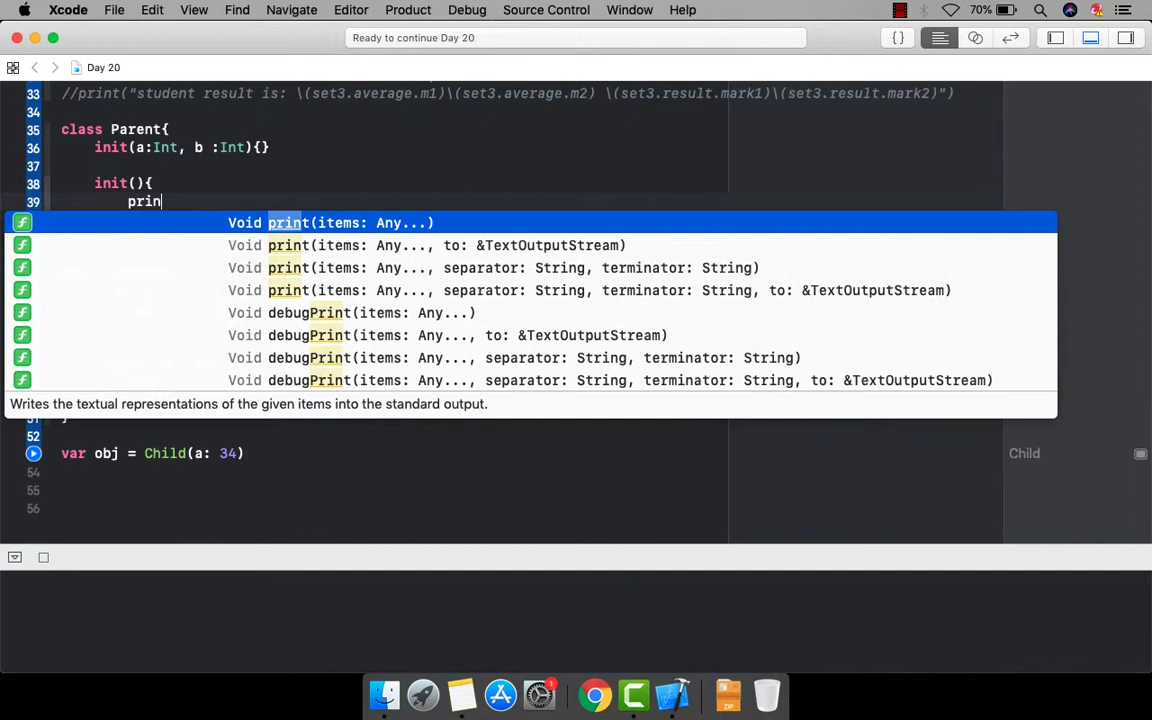 Xcode File Edit View Find Navigate Editor Product Debug Source Control Window Help 70%
Ready to continue Day 20
{ }
Day 20
33 //print("student result is: \(set3.average.m1)\(set3.average.m2) \(set3.result.mark1)\(set3.result.mark2)")
34
35 class Parent{
36 init(a:Int, b :Int){}
37
38 init(){
39 prin
f Void print(items: Any...)
f Void print(items: Any..., to: &TextOutputStream)
f Void print(items: Any..., separator: String, terminator: String)
f Void print(items: Any..., separator: String, terminator: String, to: &TextOutputStream)
f Void debugPrint(items: Any...)
f Void debugPrint(items: Any..., to: &TextOutputStream)
f Void debugPrint(items: Any..., separator: String, terminator: String)
f Void debugPrint(items: Any..., separator: String, terminator: String, to: &TextOutputStream)
Writes the textual representations of the given items into the standard output.
52
var obj = Child(a: 34) Child
54
55
56
1
ZIP